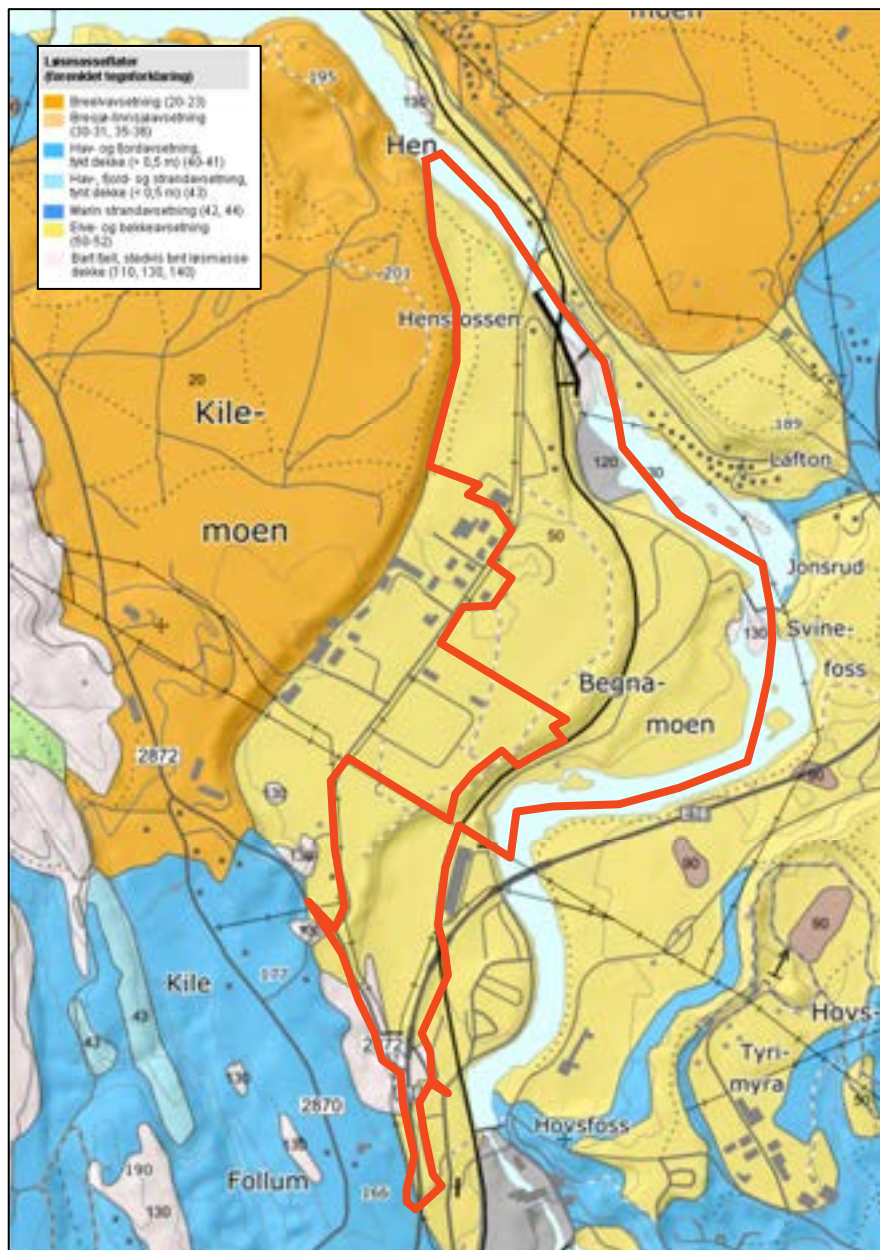 moen
Løsmasseflater
(forenklet tegnforklaring)
Breelvavsetning (20-23)
Bresjø-/innsjøavsetning
(30-31, 35-36)
Hav- og fjordavsetning,
tykt dekke (> 0,5 m) (40-41)
Hav-, fjord- og strandavsetning,
tynt dekke (< 0,5 m) (43)
Marin strandavsetning (42, 44)
Elve- og bekkeavsetning
(50-52)
Bart fjell, stedvis tynt løsmasse-
dekke (110, 130, 140)
195
130
Hen
201
Hensfossen
20
Kile-
189
Lafton
120
moen
50
Jonsrud
130
Svine-
foss
Begna-
moen
2872
130
E16
90
90
90
130
Kile
177
Hovs-
43
43
2872
Tyri-
myra
130
2870
50
Hovsfoss
130
190
Follum
166
130